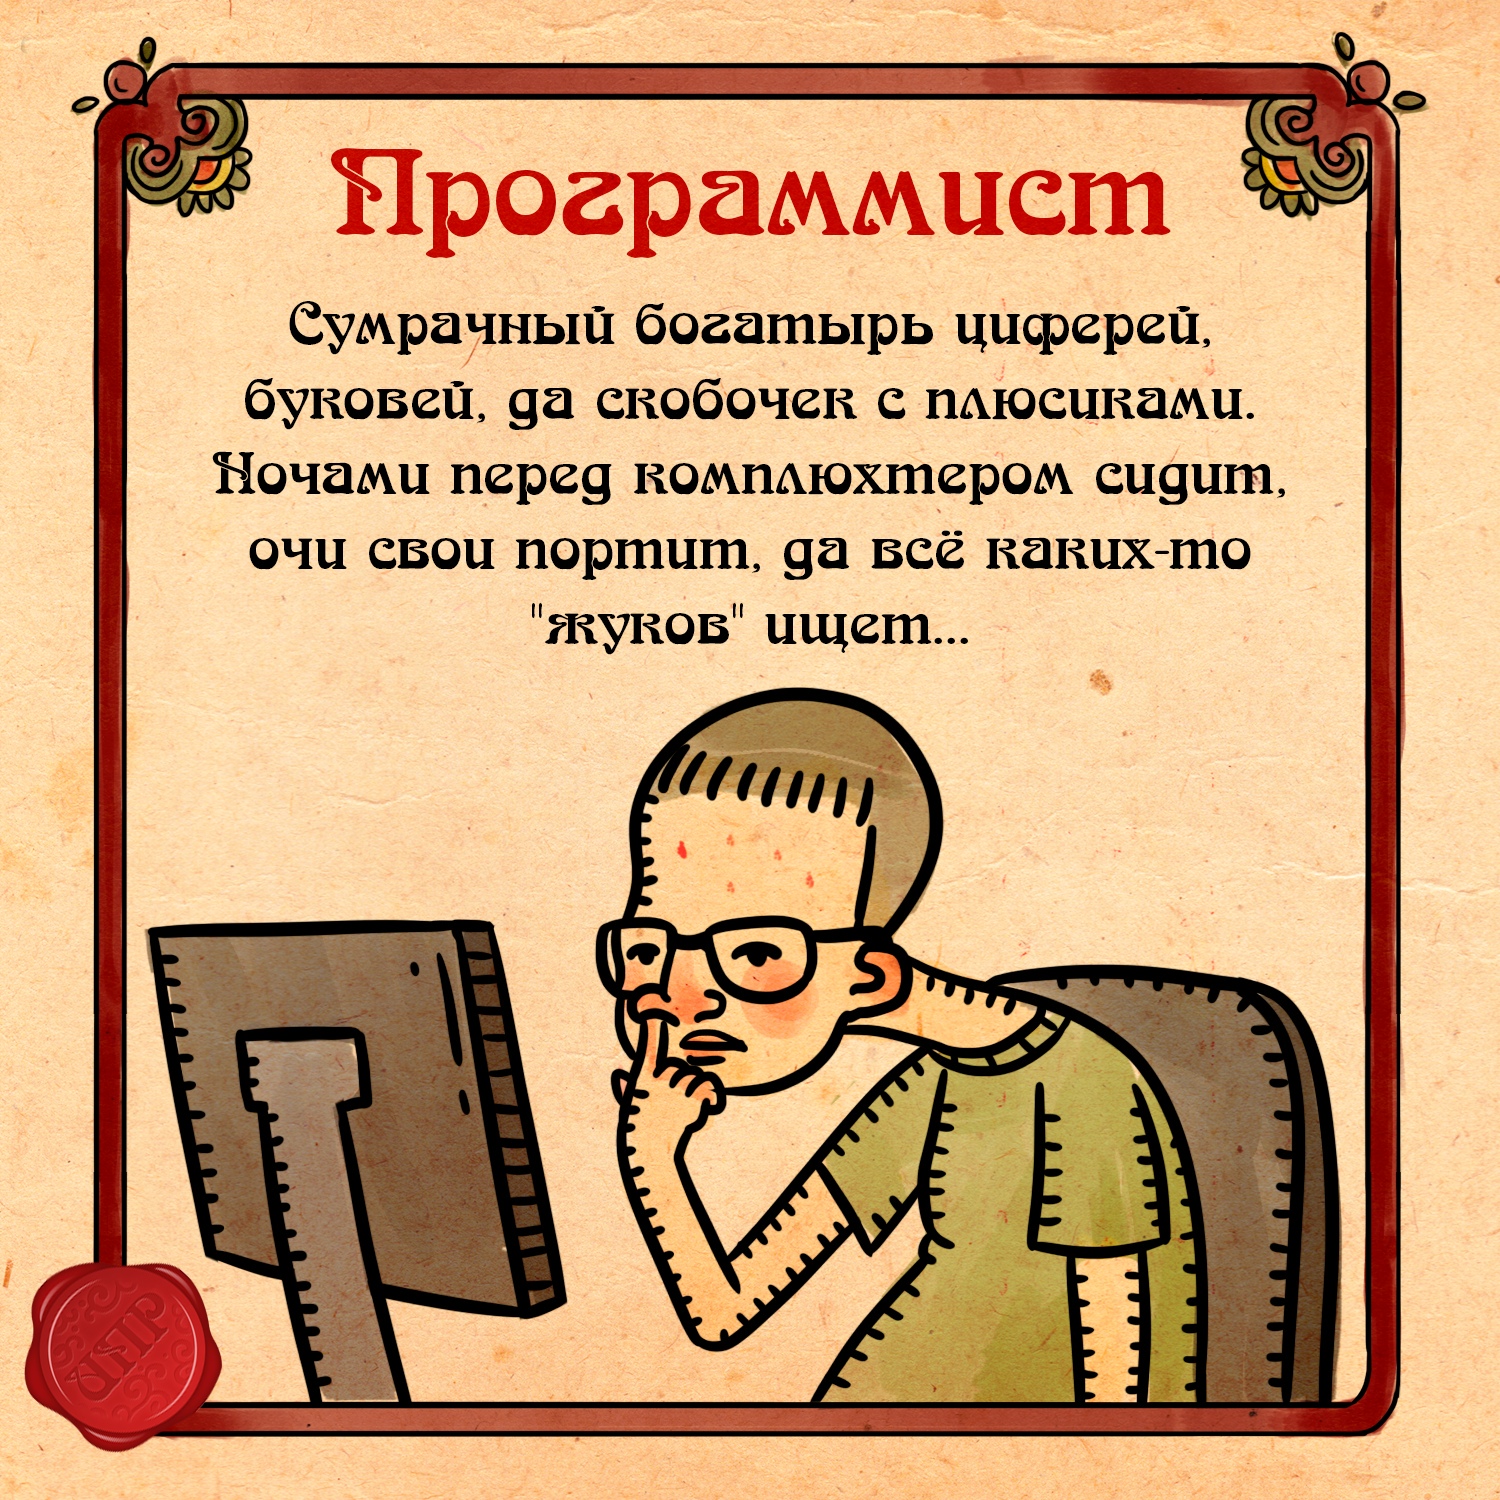 Программист
Сумрачный богатырь циферей,
буковей, да скобочек с плюсиками.
Ночами перед комплюхтером сидит,
очи свои портит, да всё каких-то
"жуков" ищет...